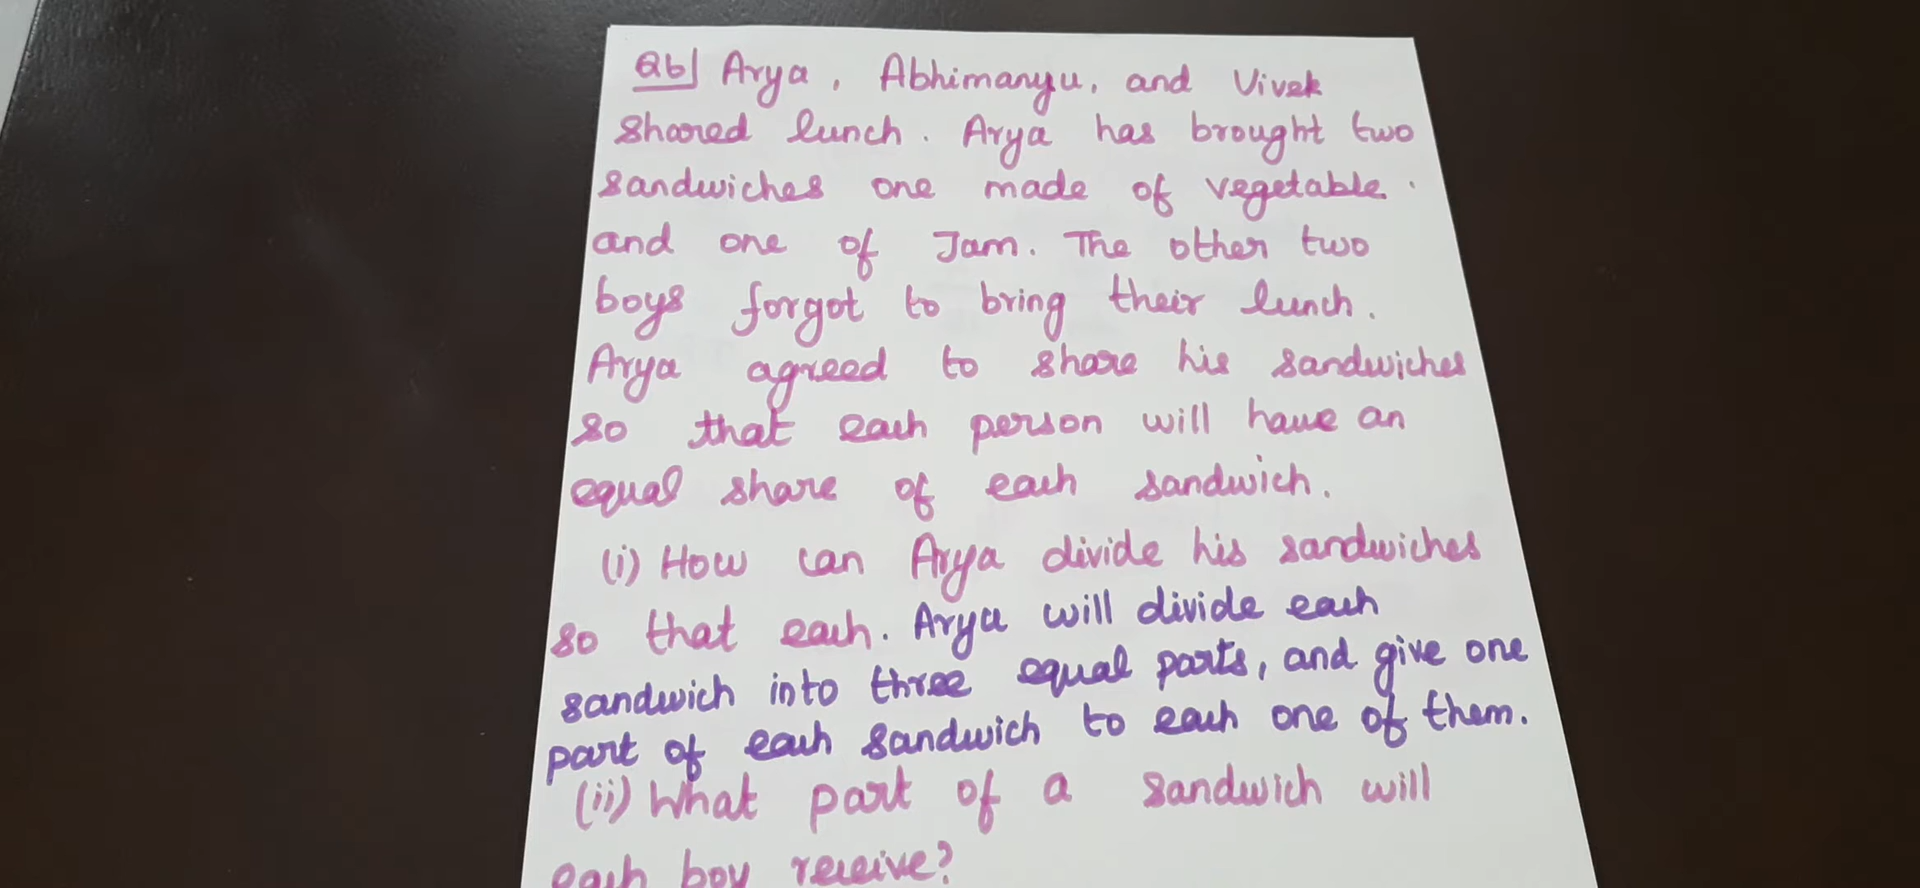 Q6] Arya, Abhimanyu, and Vivek
shared lunch. Arya has brought two
sandwiches one made of vegetable
and one of Jam. The other two
boys forgot to bring their lunch.
Arya agreed to share his sandwiches
so that each person will have an
equal share of each sandwich.
(i) How can Arya divide his sandwiches
so that each. Arya will divide each
sandwich into three equal parts, and give one
part of each sandwich to each one of them.
(ii) What part of a sandwich will
each boy receive?